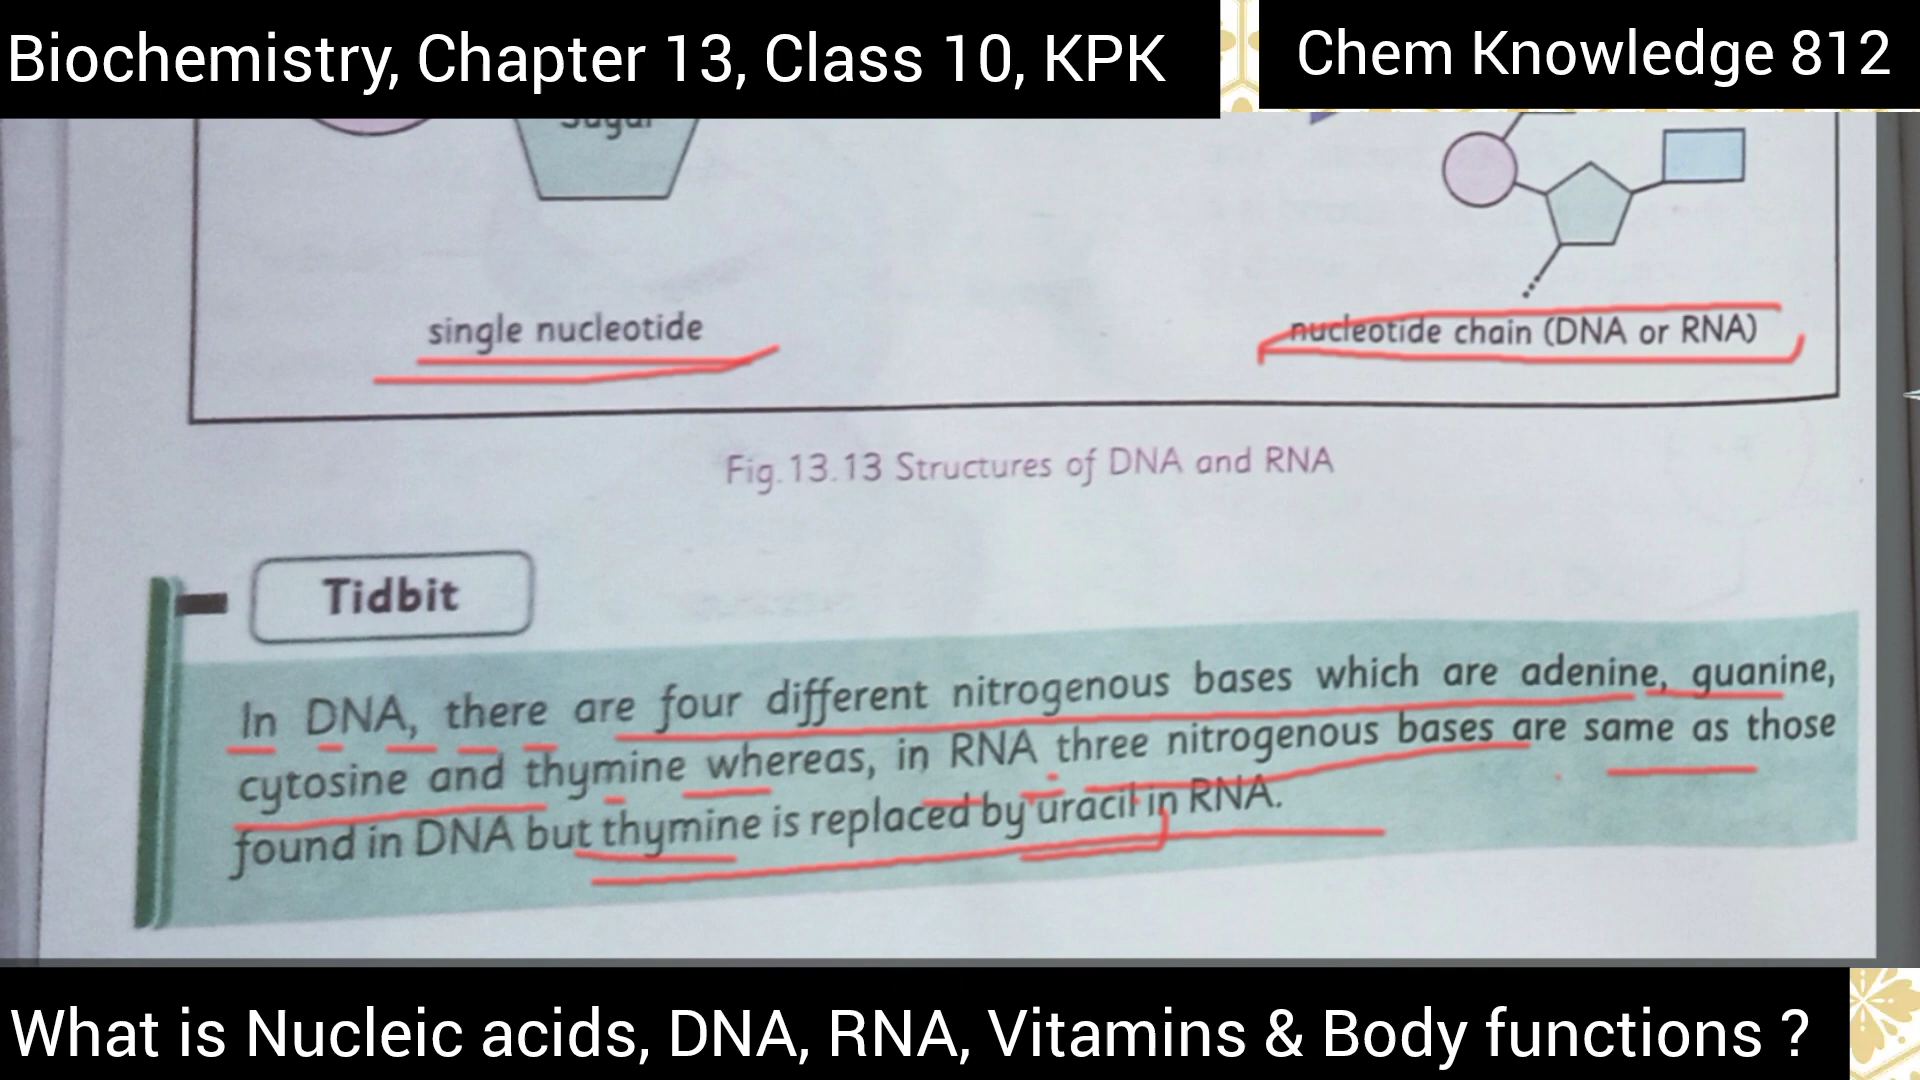 Biochemistry, Chapter 13, Class 10, KPK
Chem Knowledge 812
Sugar
single nucleotide
nucleotide chain (DNA or RNA)
Fig.13.13 Structures of DNA and RNA
Tidbit
In DNA, there are four different nitrogenous bases which are adenine, guanine,
cytosine and thymine whereas, in RNA three nitrogenous bases are same as those
found in DNA but thymine is replaced by uracil in RNA.
What is Nucleic acids, DNA, RNA, Vitamins & Body functions ?